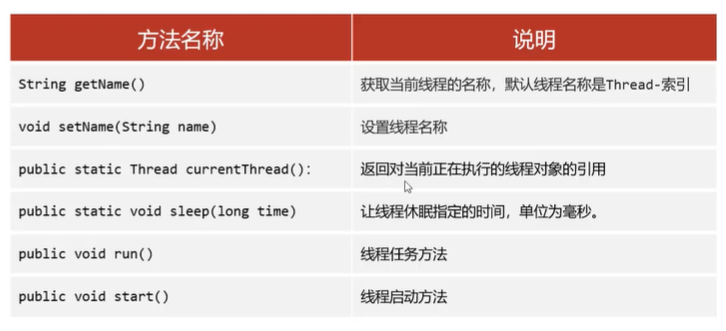 方法名称 说明
String getName() 获取当前线程的名称，默认线程名称是Thread-索引
void setName(String name) 设置线程名称
public static Thread currentThread()： 返回对当前正在执行的线程对象的引用
public static void sleep(long time) 让线程休眠指定的时间，单位为毫秒。
public void run() 线程任务方法
public void start() 线程启动方法